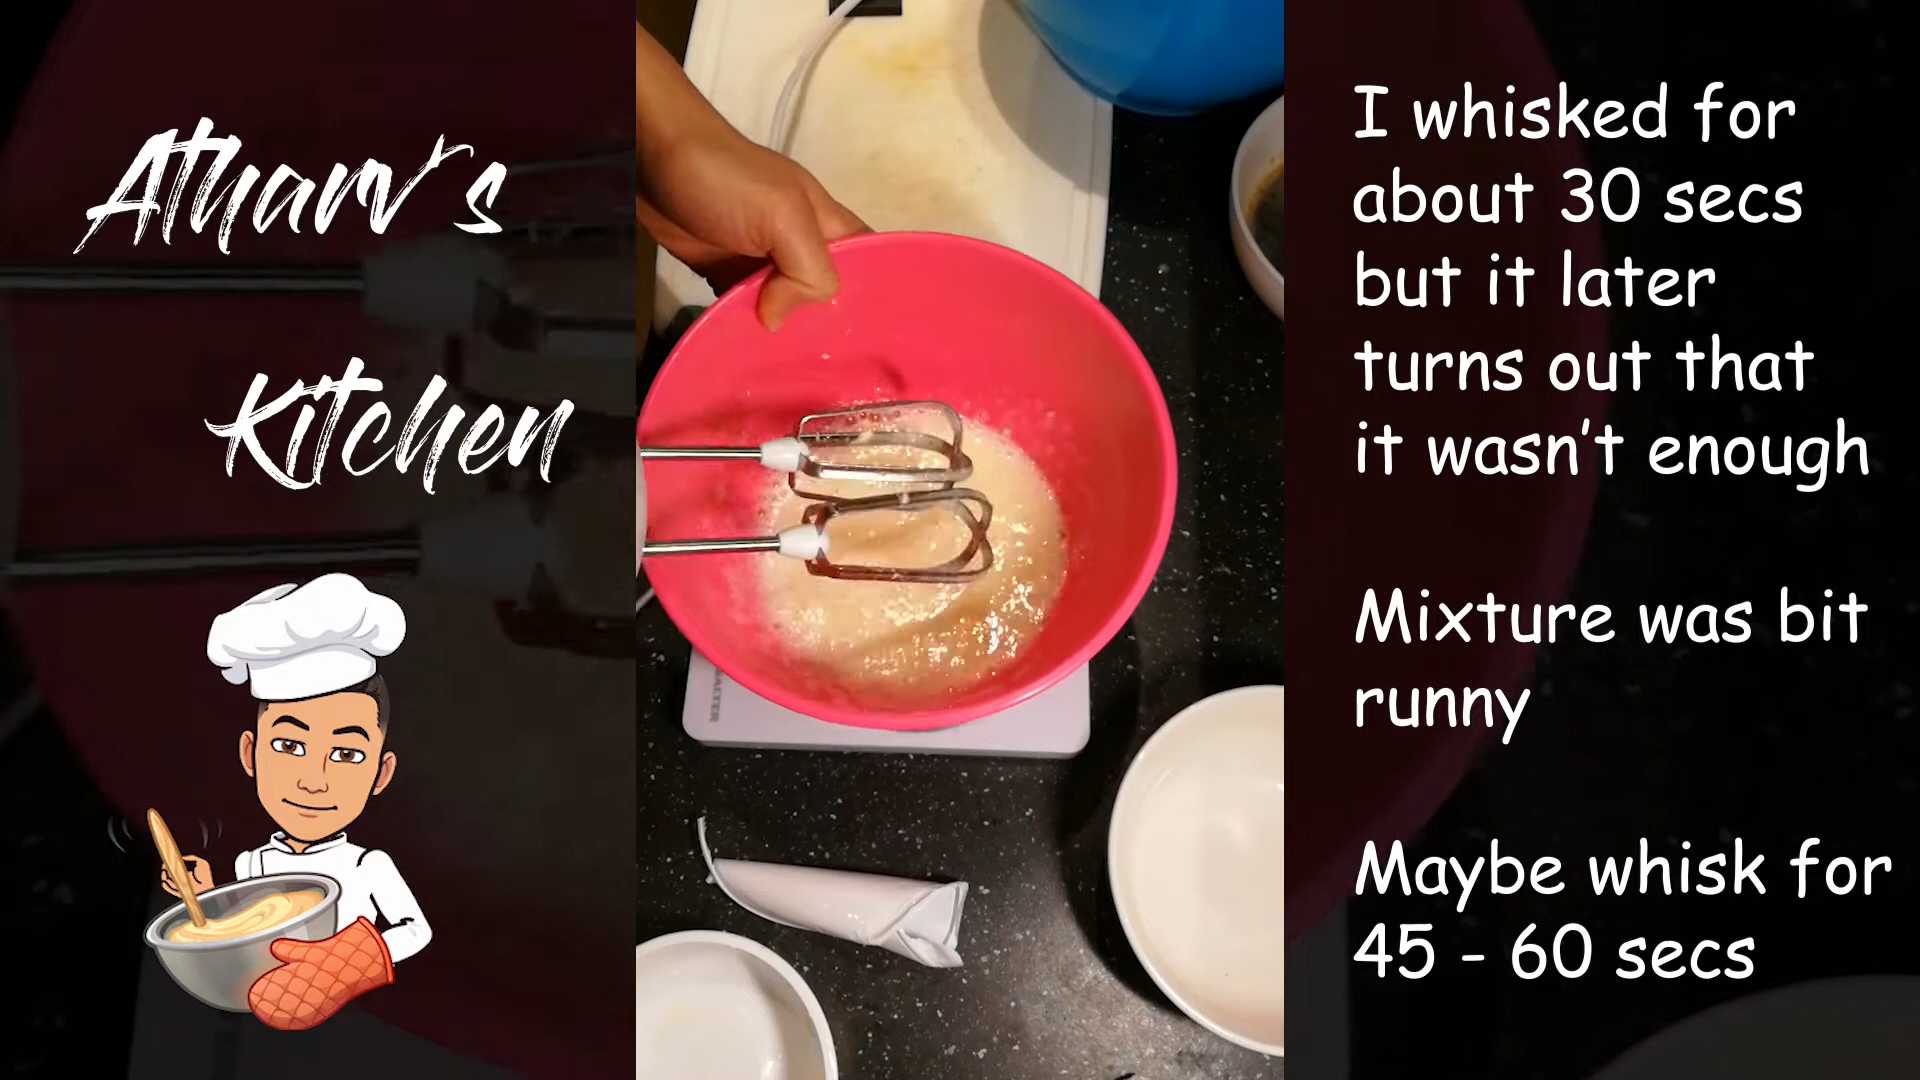 Atharv's
Kitchen
I whisked for
about 30 secs
but it later
turns out that
it wasn't enough
Mixture was bit
runny
Maybe whisk for
45 - 60 secs
SALTER